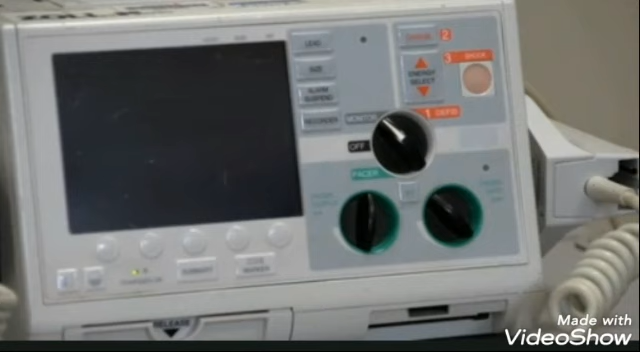 ZOLL
LEAD
SIZE
ALARM
SUSPEND
RECORDER
CHARGE 2
3 SHOCK
ENERGY
SELECT
1 DEFIB
MONITOR
OFF
PACER
SUMMARY
CODE
MARKER
RELEASE
Made with
VideoShow